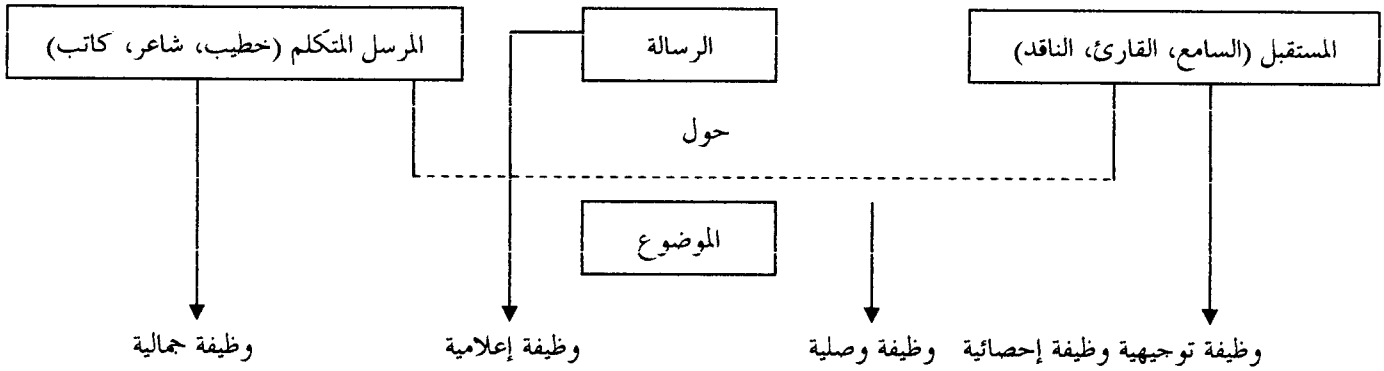 المستقبل (السامع، القارئ، الناقد)
الرسالة
المرسل المتكلم (خطيب، شاعر، كاتب)
حول
الموضوع
وظيفة توجيهية وظيفة إحصائية
وظيفة وصلية
وظيفة إعلامية
وظيفة جمالية